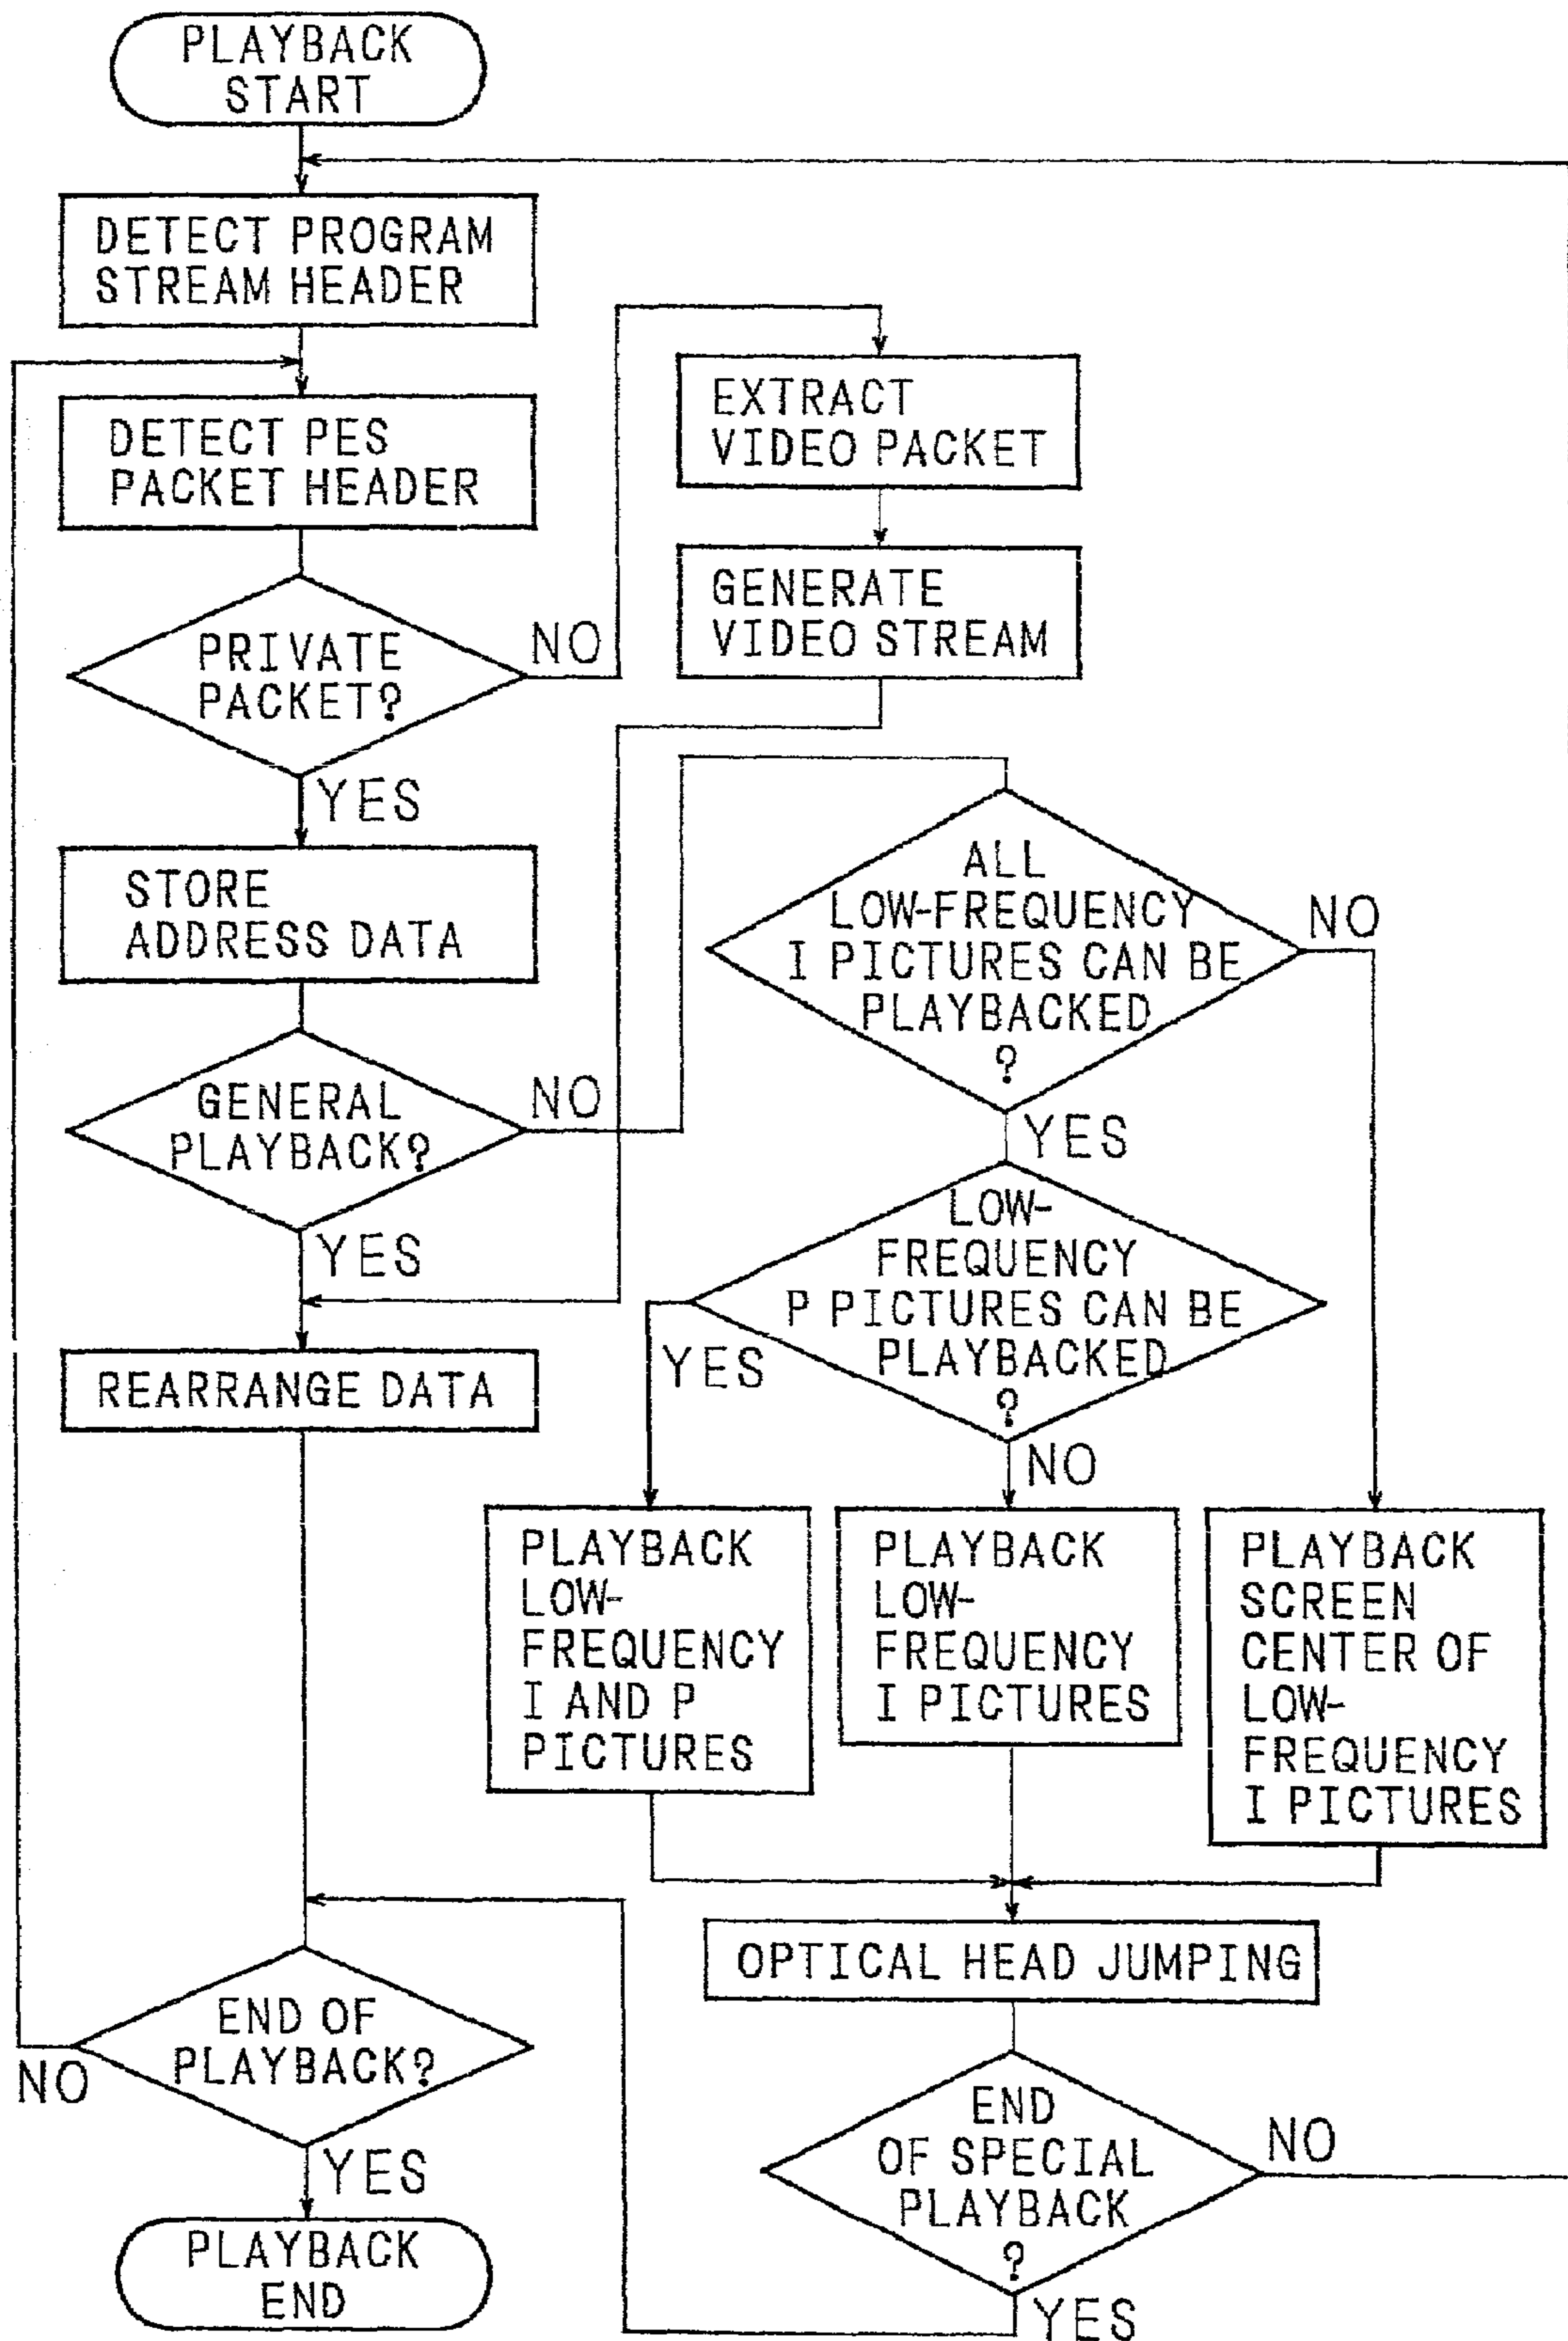 PLAYBACK
START
DETECT PROGRAM
STREAM HEADER
DETECT PES
PACKET HEADER
EXTRACT
VIDEO PACKET
GENERATE
VIDEO STREAM
PRIVATE
PACKET?
NO
YES
STORE
ADDRESS DATA
GENERAL
PLAYBACK?
NO
YES
ALL
LOW-FREQUENCY
I PICTURES CAN BE
PLAYBACKED
?
NO
YES
LOW-
FREQUENCY
P PICTURES CAN BE
PLAYBACKED
?
YES
NO
REARRANGE DATA
PLAYBACK
LOW-
FREQUENCY
I AND P
PICTURES
PLAYBACK
LOW-
FREQUENCY
I PICTURES
PLAYBACK
SCREEN
CENTER OF
LOW-
FREQUENCY
I PICTURES
OPTICAL HEAD JUMPING
END OF
PLAYBACK?
NO
YES
END
OF SPECIAL
PLAYBACK
?
NO
YES
PLAYBACK
END